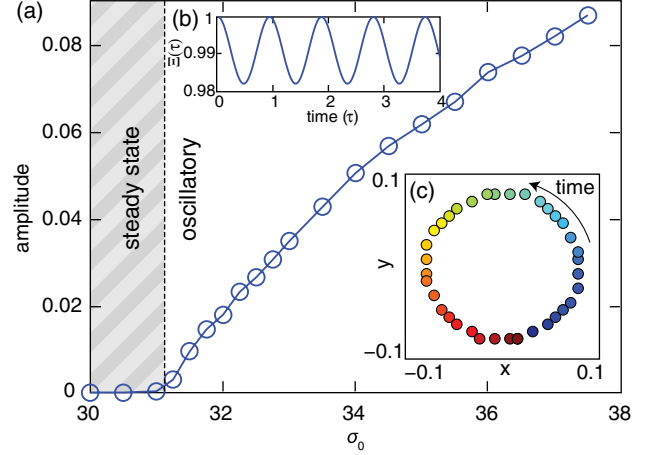 (a)
0.08
0.06
0.04
0.02
0
amplitude
steady state
oscillatory
(b)
1
0.99
0.98
Ξ(τ)
0
1
2
3
4
time (τ)
(c)
time
0.1
y
−0.1
−0.1
x
0.1
30
32
34
36
38
σ0